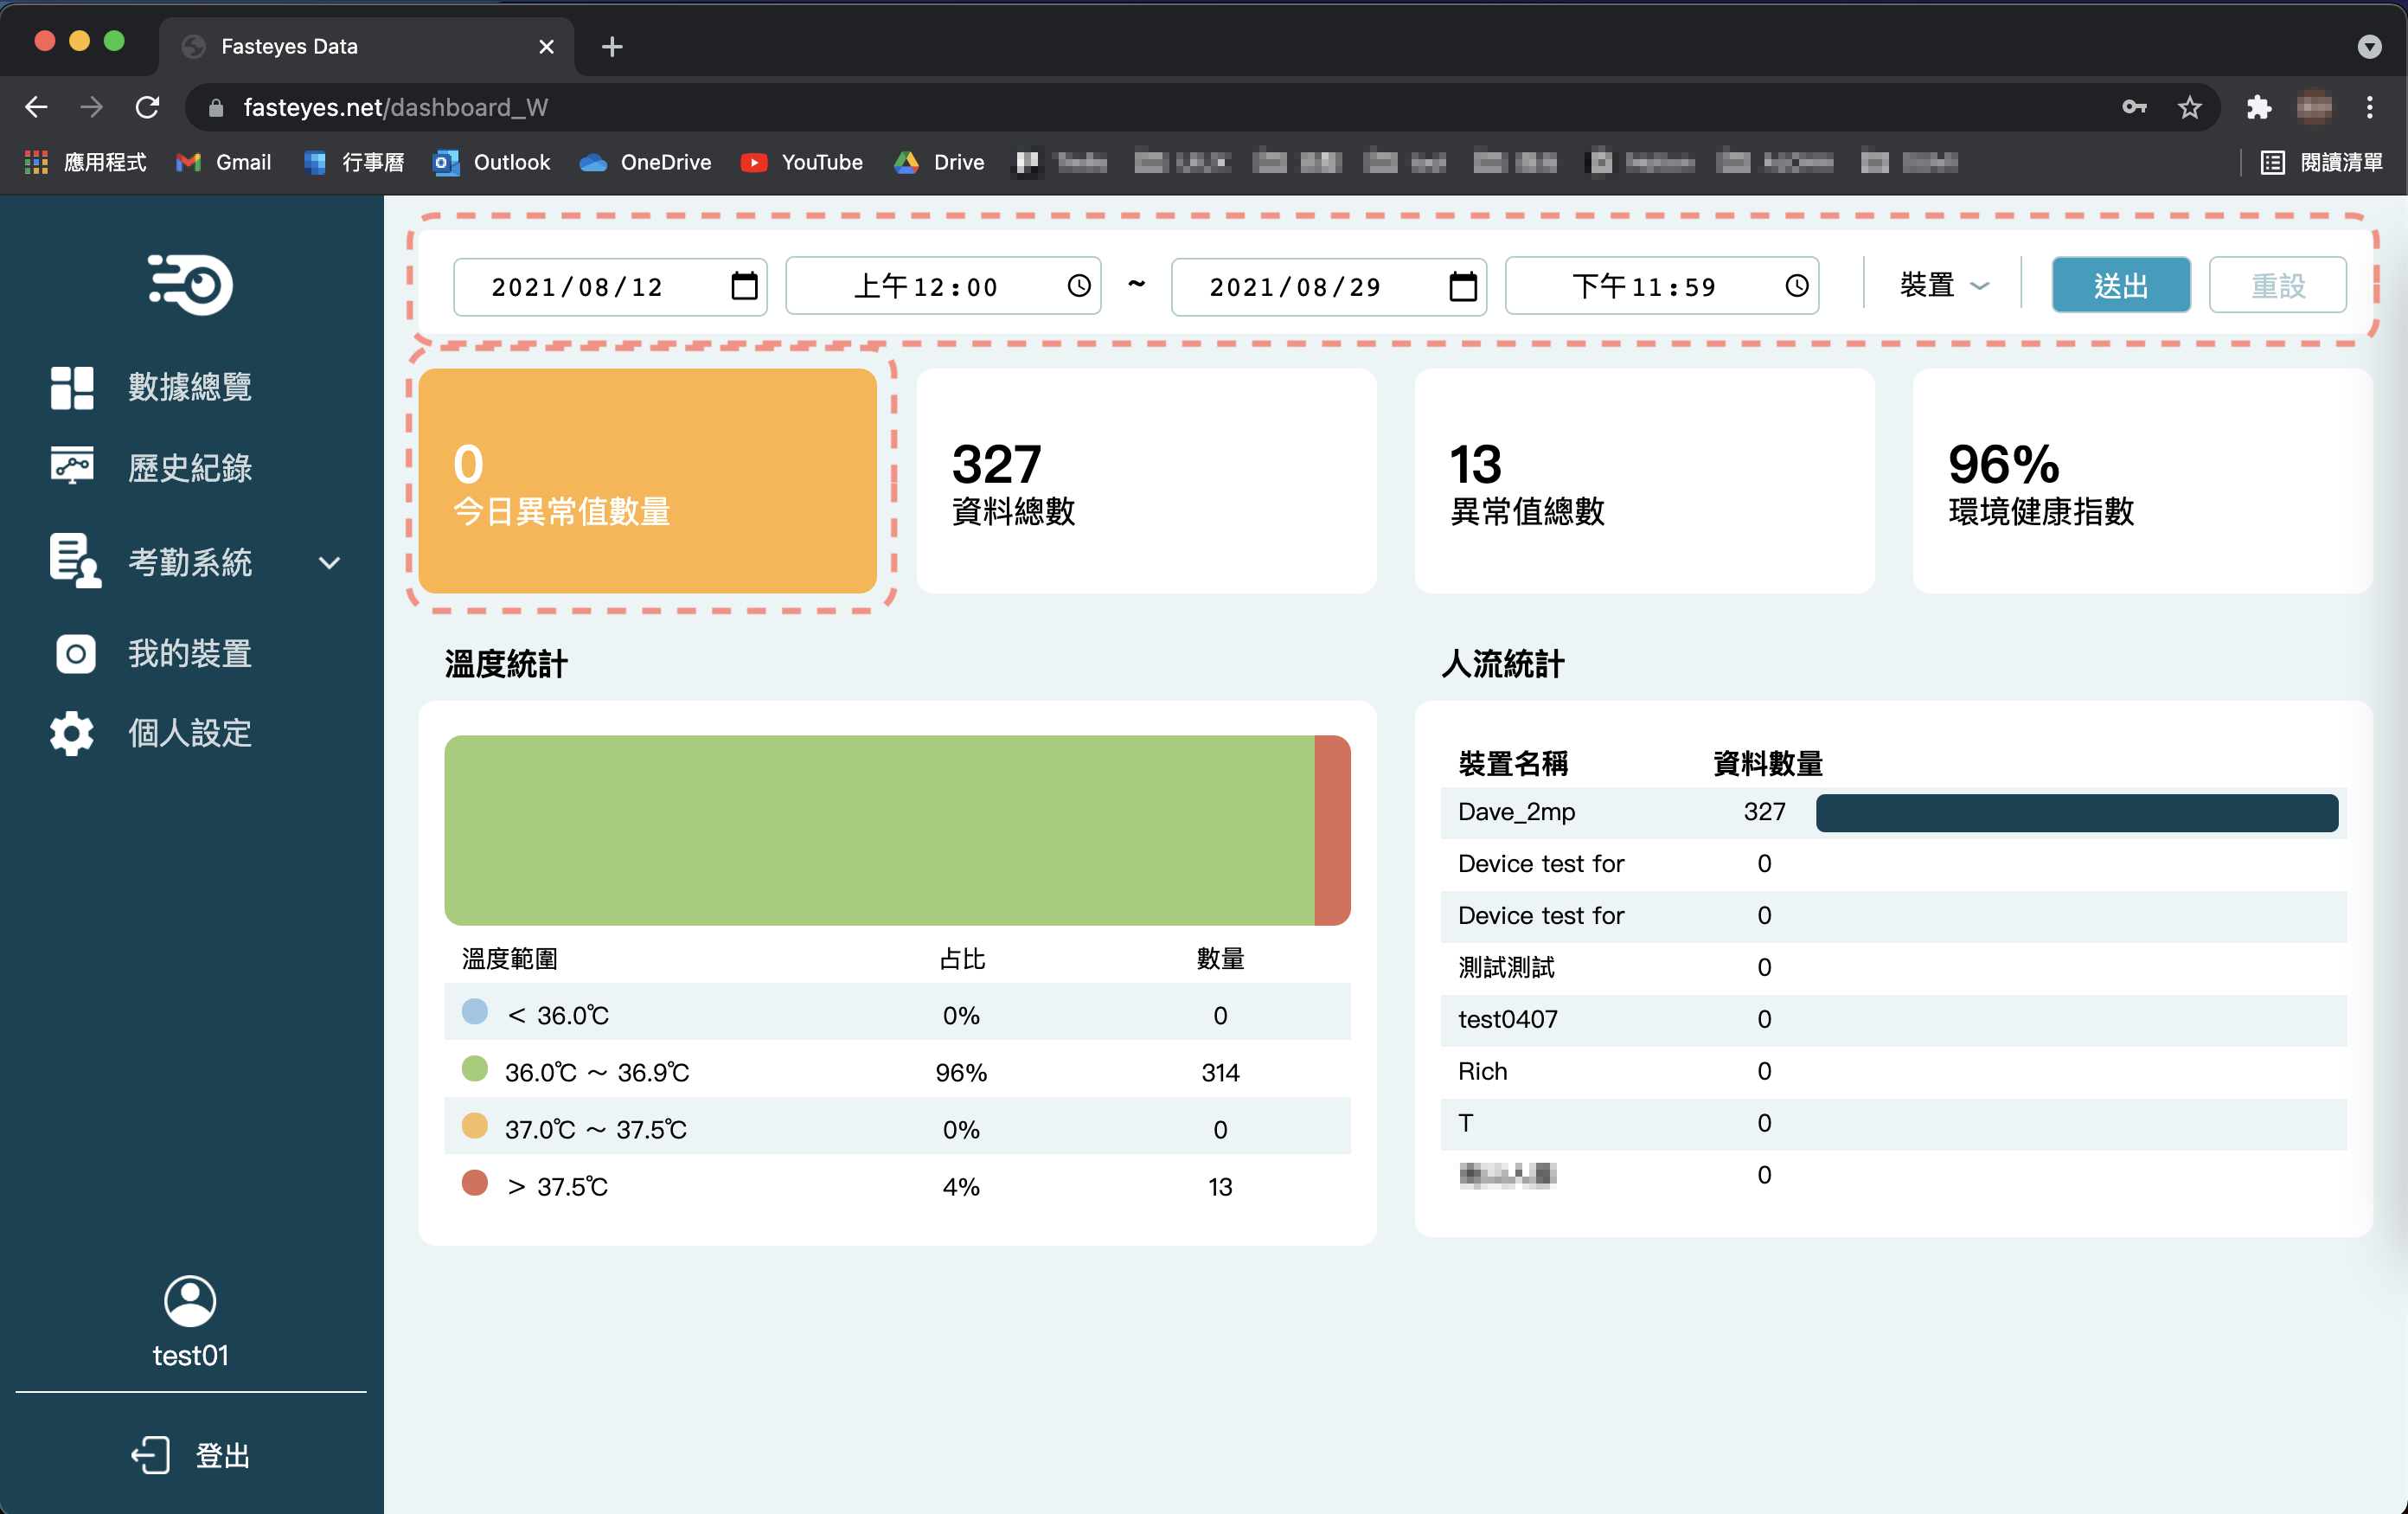 Fasteyes Data
fasteyes.net/dashboard_W
應用程式 Gmail 行事曆 Outlook OneDrive YouTube Drive 閱讀清單
2021/08/12 上午12:00 ~ 2021/08/29 下午11:59 裝置 送出 重設
數據總覽
歷史紀錄
考勤系統
我的裝置
個人設定
test01
登出
0
今日異常值數量
327
資料總數
13
異常值總數
96%
環境健康指數
溫度統計
溫度範圍 占比 數量
< 36.0℃ 0% 0
36.0℃ ～ 36.9℃ 96% 314
37.0℃ ～ 37.5℃ 0% 0
> 37.5℃ 4% 13
人流統計
裝置名稱 資料數量
Dave_2mp 327
Device test for 0
Device test for 0
測試測試 0
test0407 0
Rich 0
T 0
0